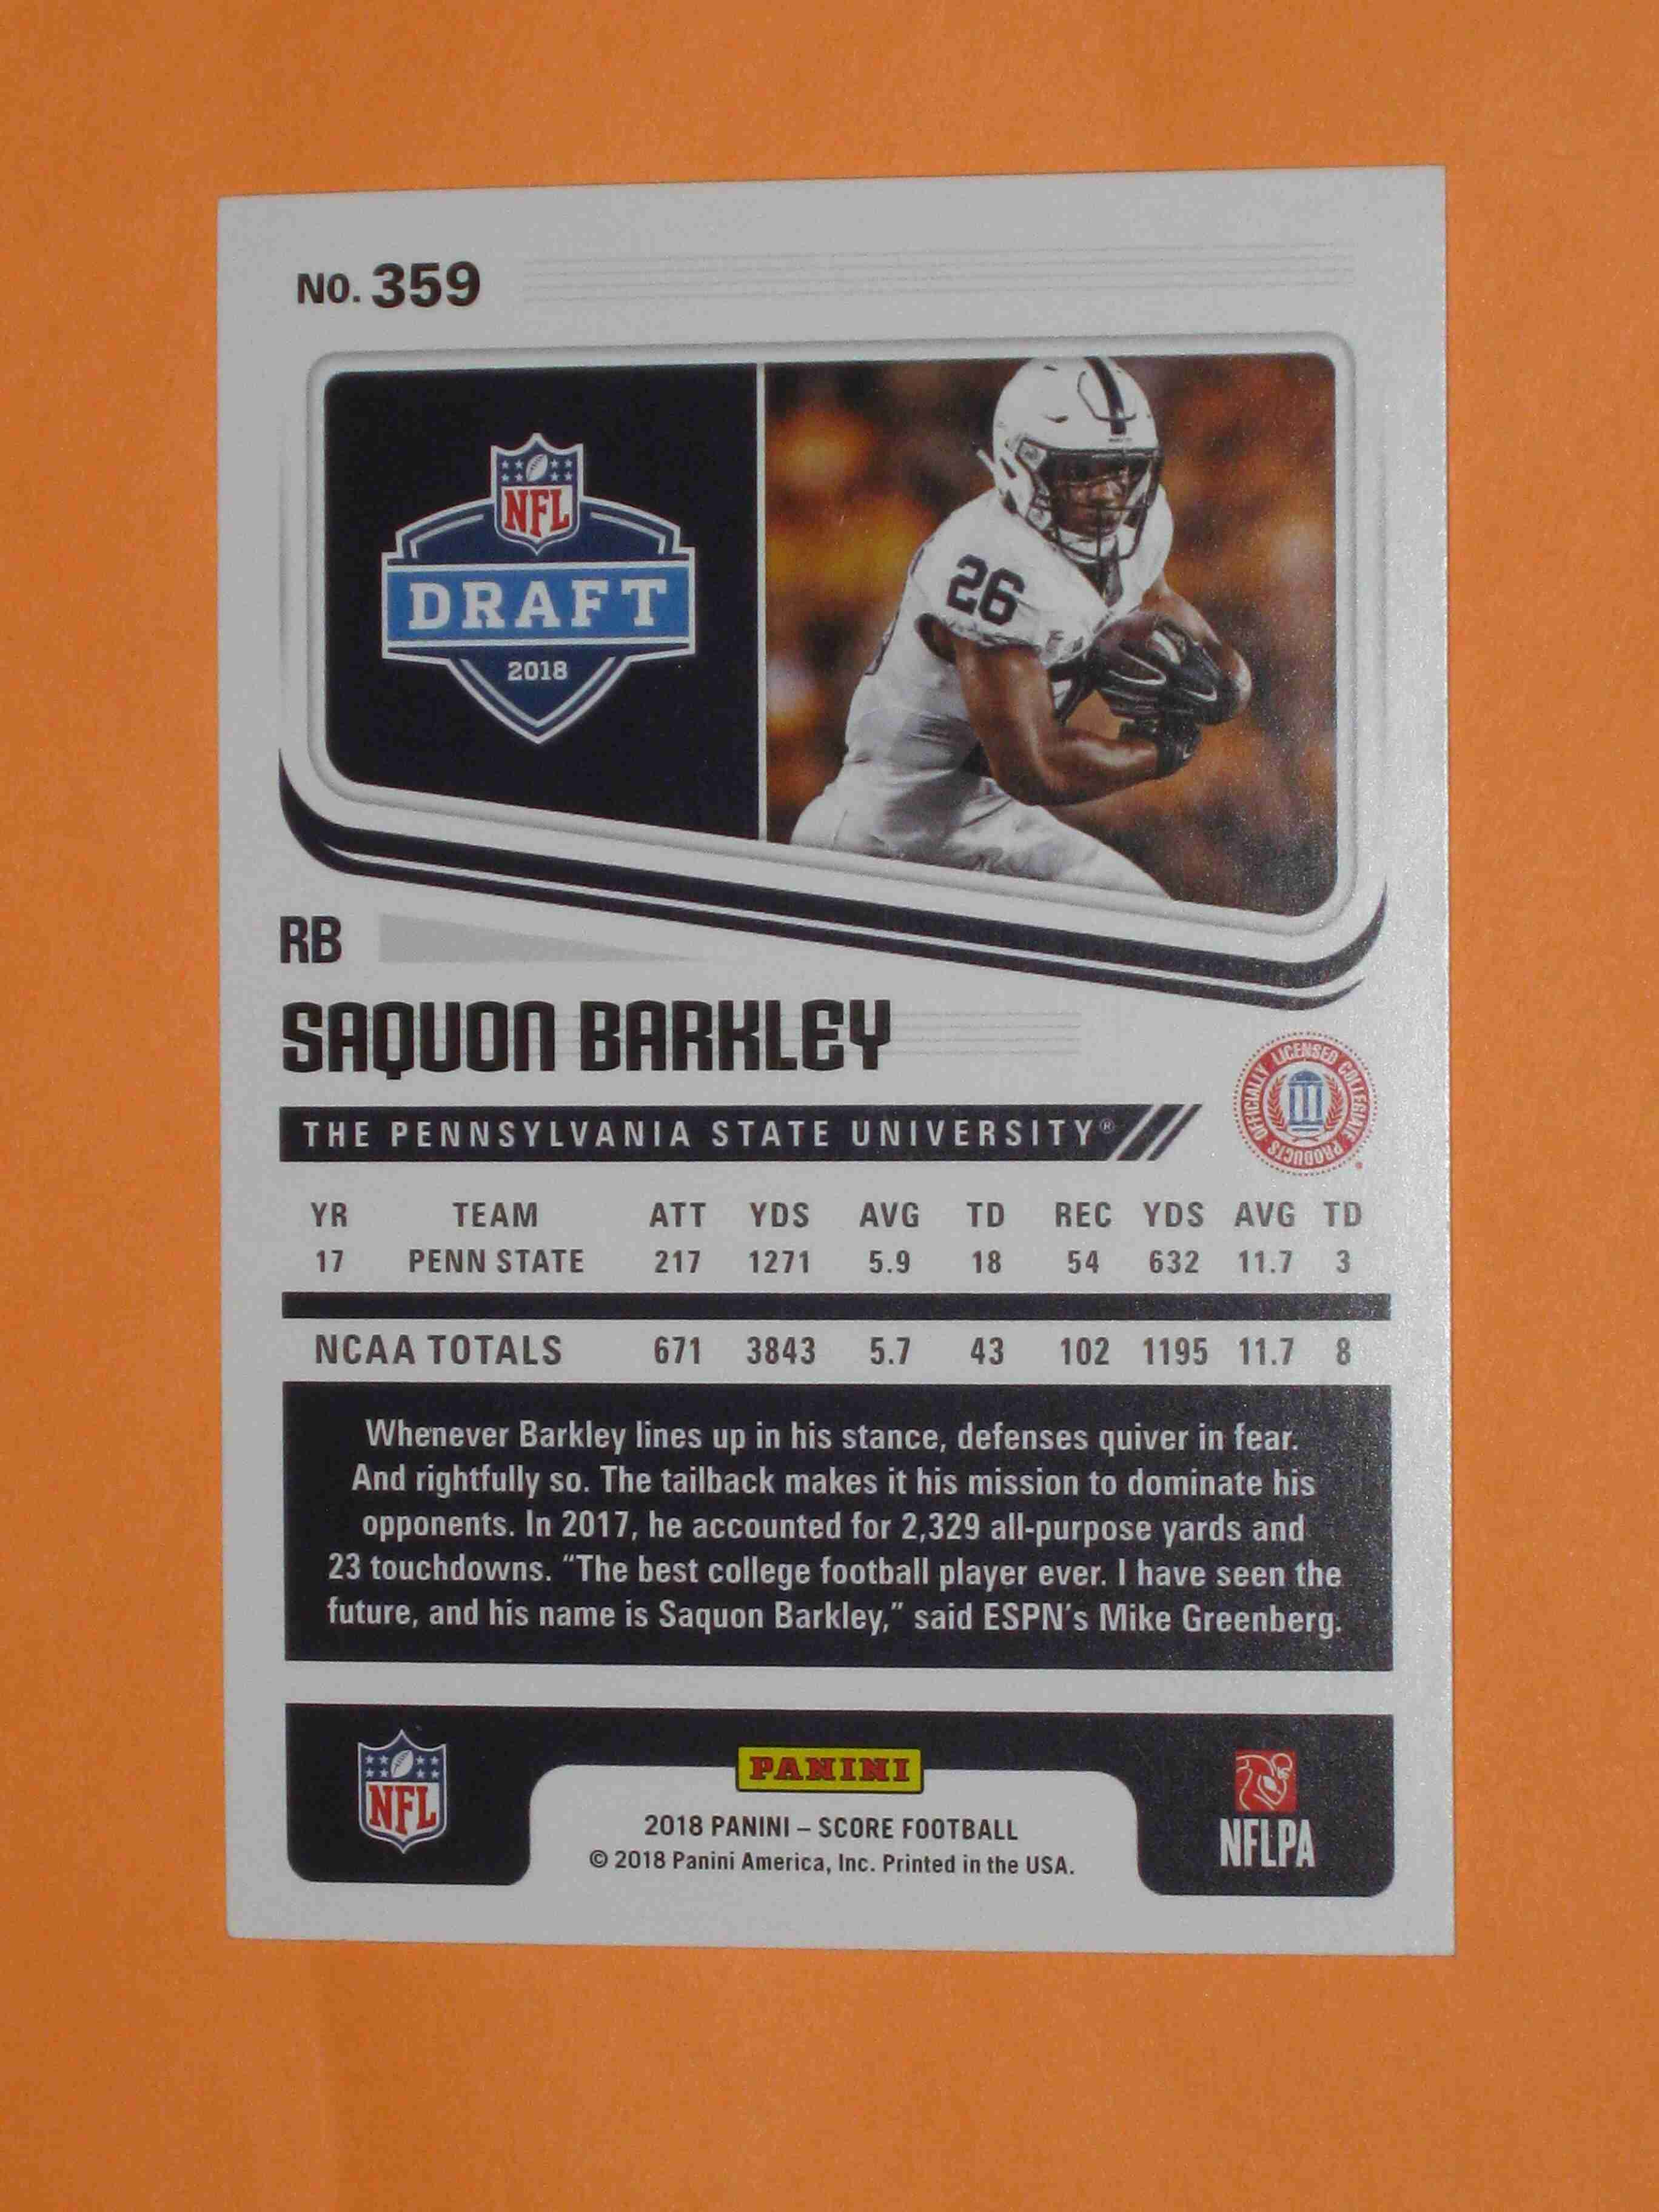 NO. 359
NFL
DRAFT
2018
26
RB
SAQUON BARKLEY
THE PENNSYLVANIA STATE UNIVERSITY®
OFFICIALLY LICENSED COLLEGIATE PRODUCTS
YR TEAM ATT YDS AVG TD REC YDS AVG TD
17 PENN STATE 217 1271 5.9 18 54 632 11.7 3
NCAA TOTALS 671 3843 5.7 43 102 1195 11.7 8
Whenever Barkley lines up in his stance, defenses quiver in fear.
And rightfully so. The tailback makes it his mission to dominate his
opponents. In 2017, he accounted for 2,329 all-purpose yards and
23 touchdowns. “The best college football player ever. I have seen the
future, and his name is Saquon Barkley,” said ESPN’s Mike Greenberg.
NFL
PANINI
2018 PANINI – SCORE FOOTBALL
© 2018 Panini America, Inc. Printed in the USA.
NFLPA